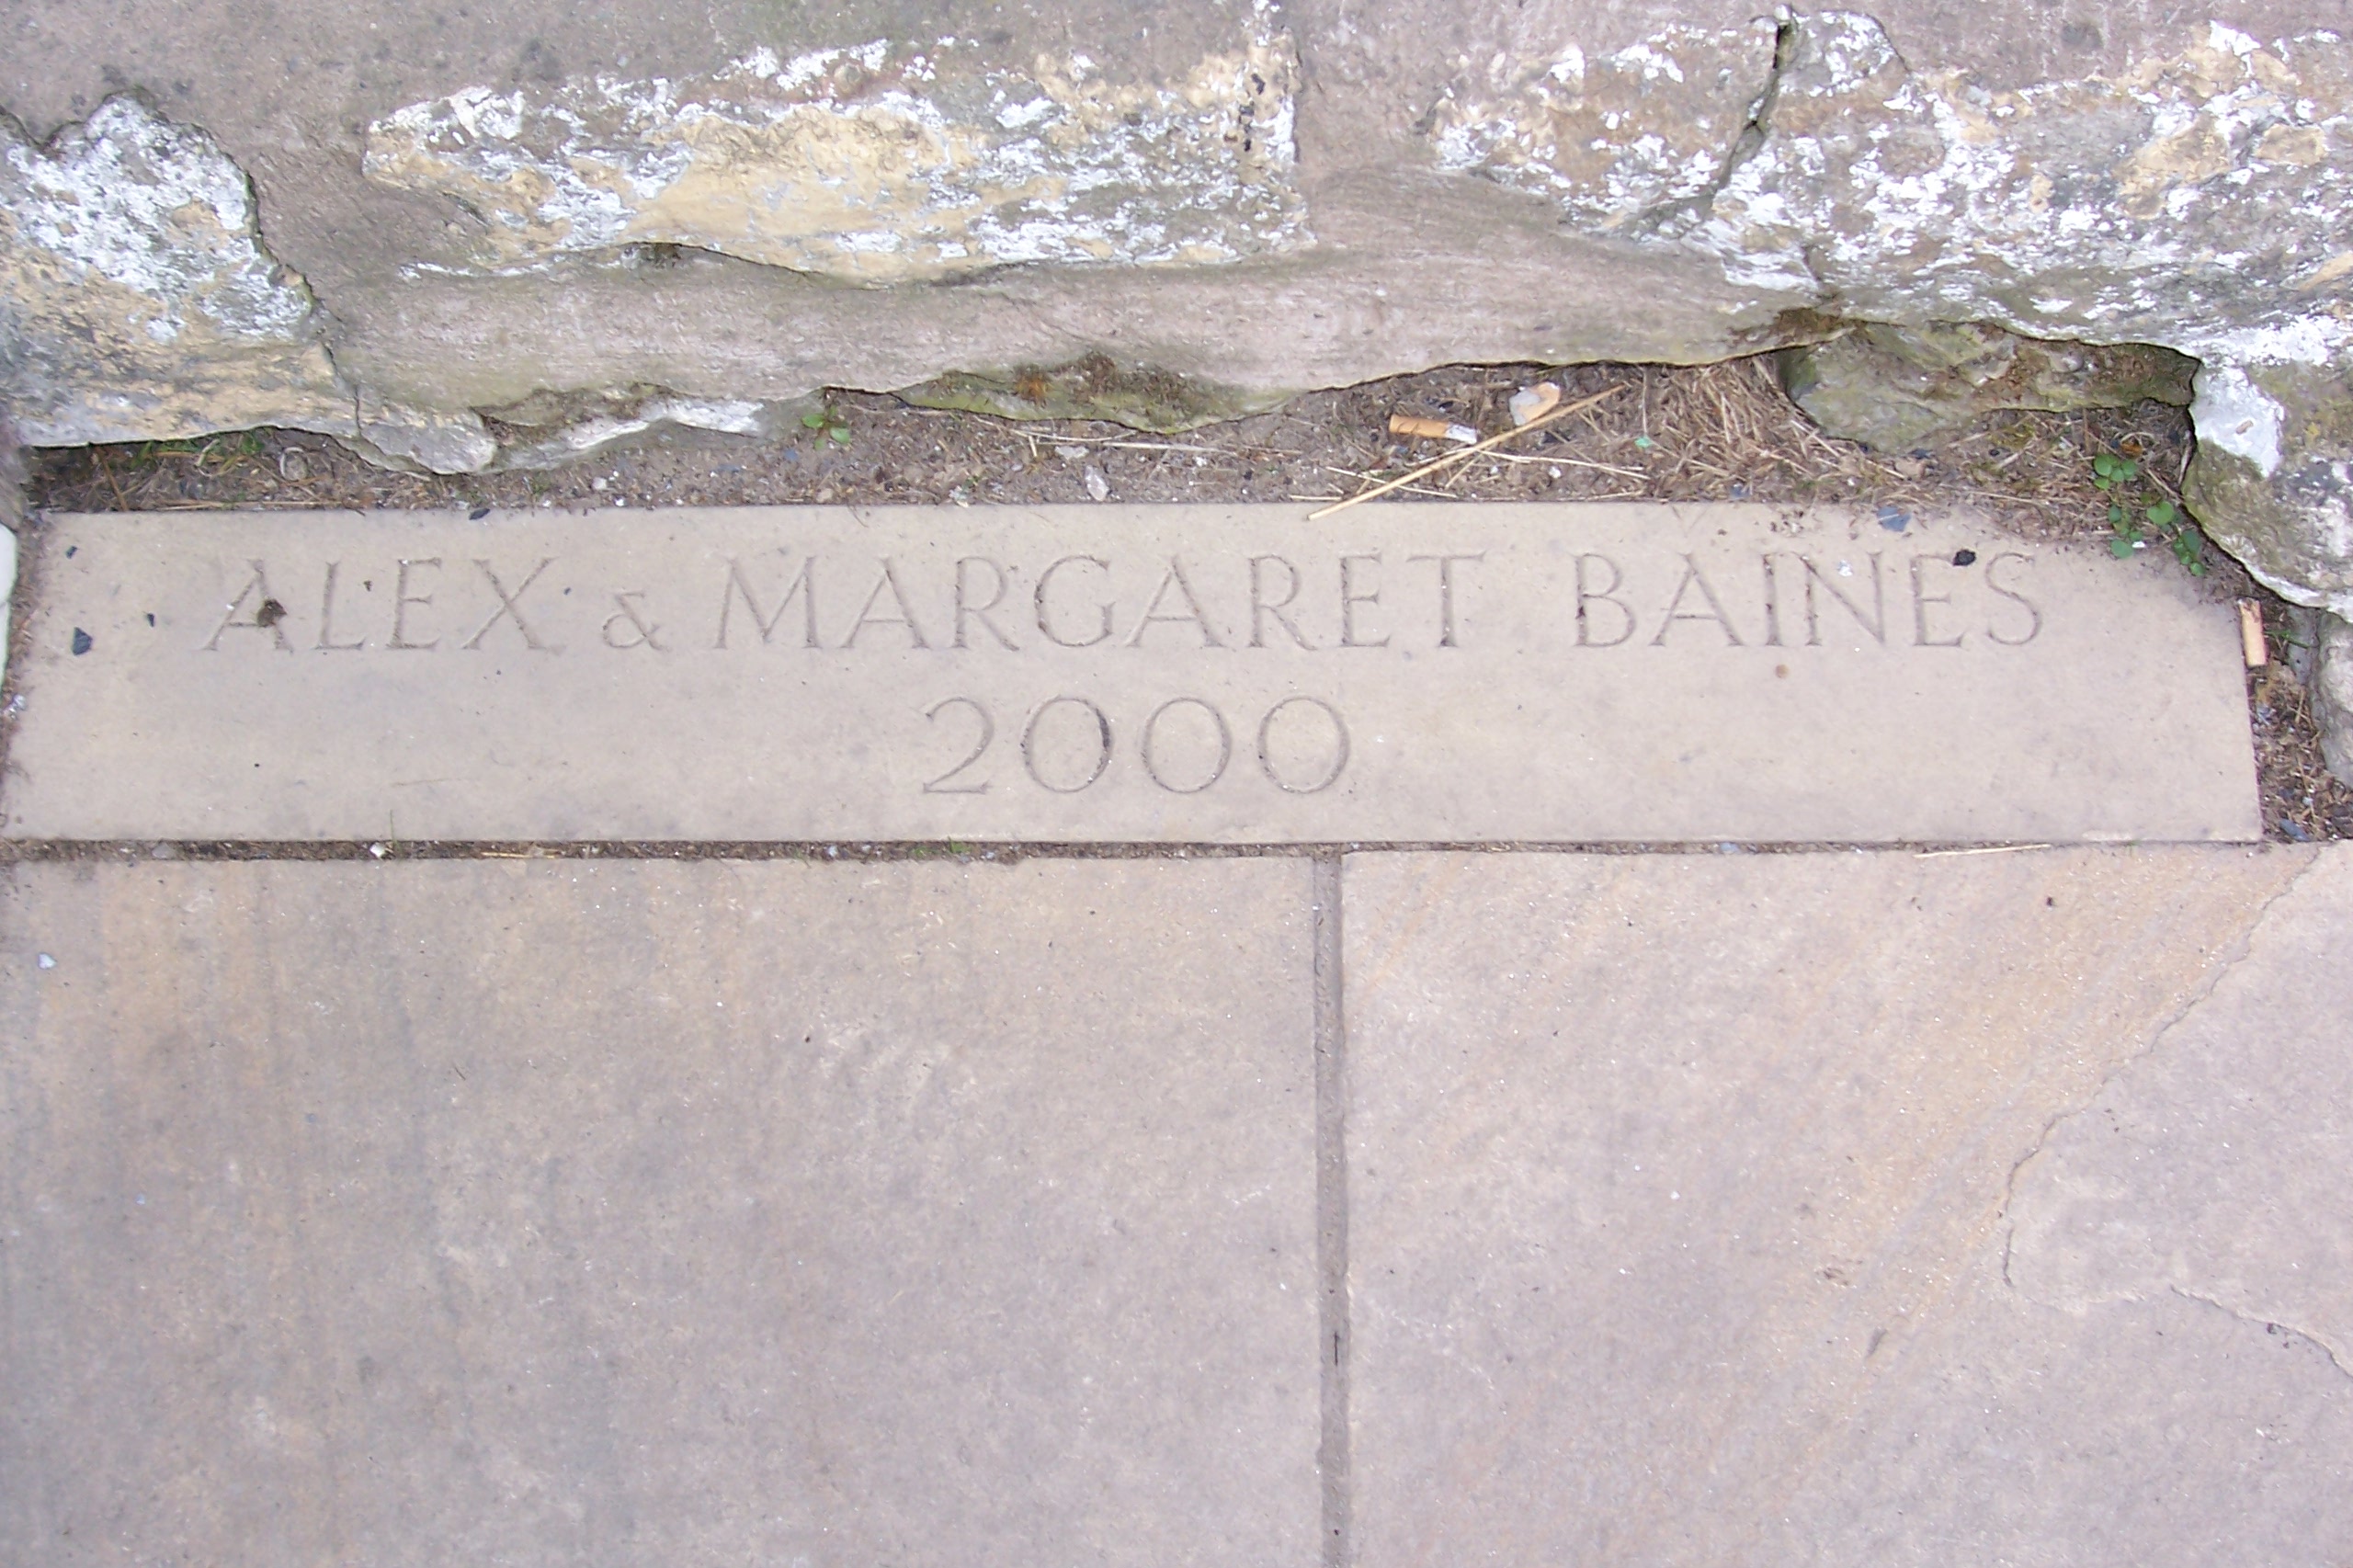 ALEX & MARGARET BAINES
2000